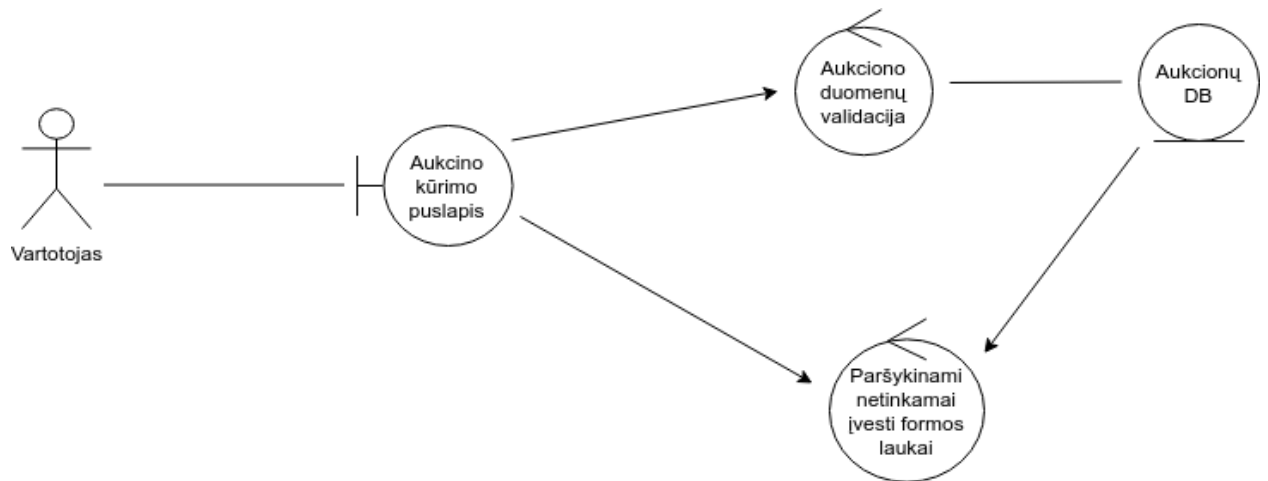 Vartotojas
Aukcino
kūrimo
puslapis
Aukciono
duomenų
validacija
Aukcionų
DB
Paršykinami
netinkamai
įvesti formos
laukai